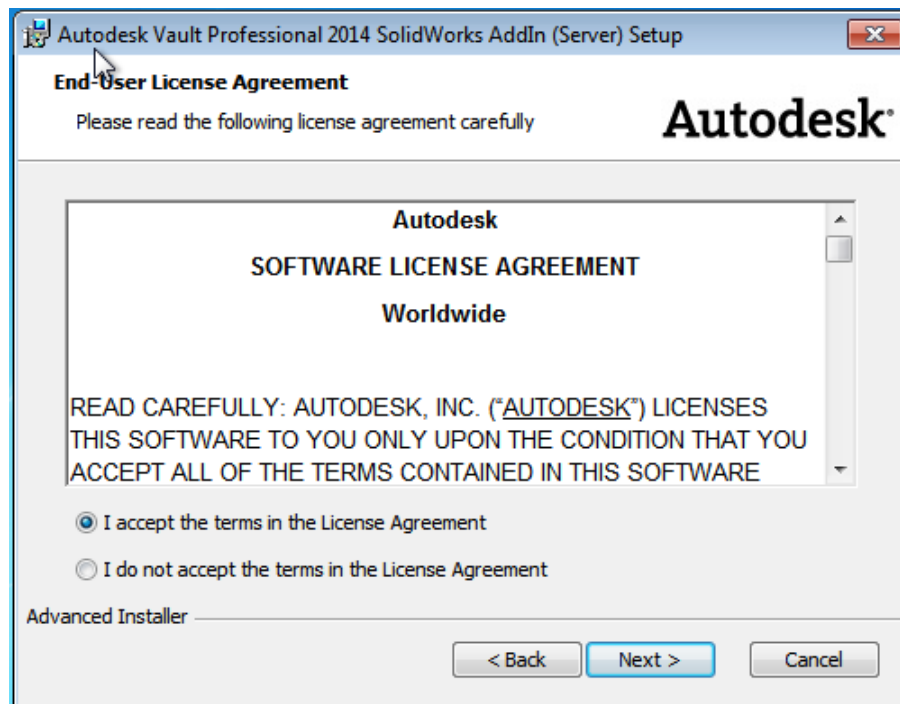 Autodesk Vault Professional 2014 SolidWorks AddIn (Server) Setup
End-User License Agreement
Please read the following license agreement carefully
Autodesk
Autodesk
SOFTWARE LICENSE AGREEMENT
Worldwide
READ CAREFULLY: AUTODESK, INC. (“AUTODESK”) LICENSES
THIS SOFTWARE TO YOU ONLY UPON THE CONDITION THAT YOU
ACCEPT ALL OF THE TERMS CONTAINED IN THIS SOFTWARE
I accept the terms in the License Agreement
I do not accept the terms in the License Agreement
Advanced Installer
< Back Next > Cancel